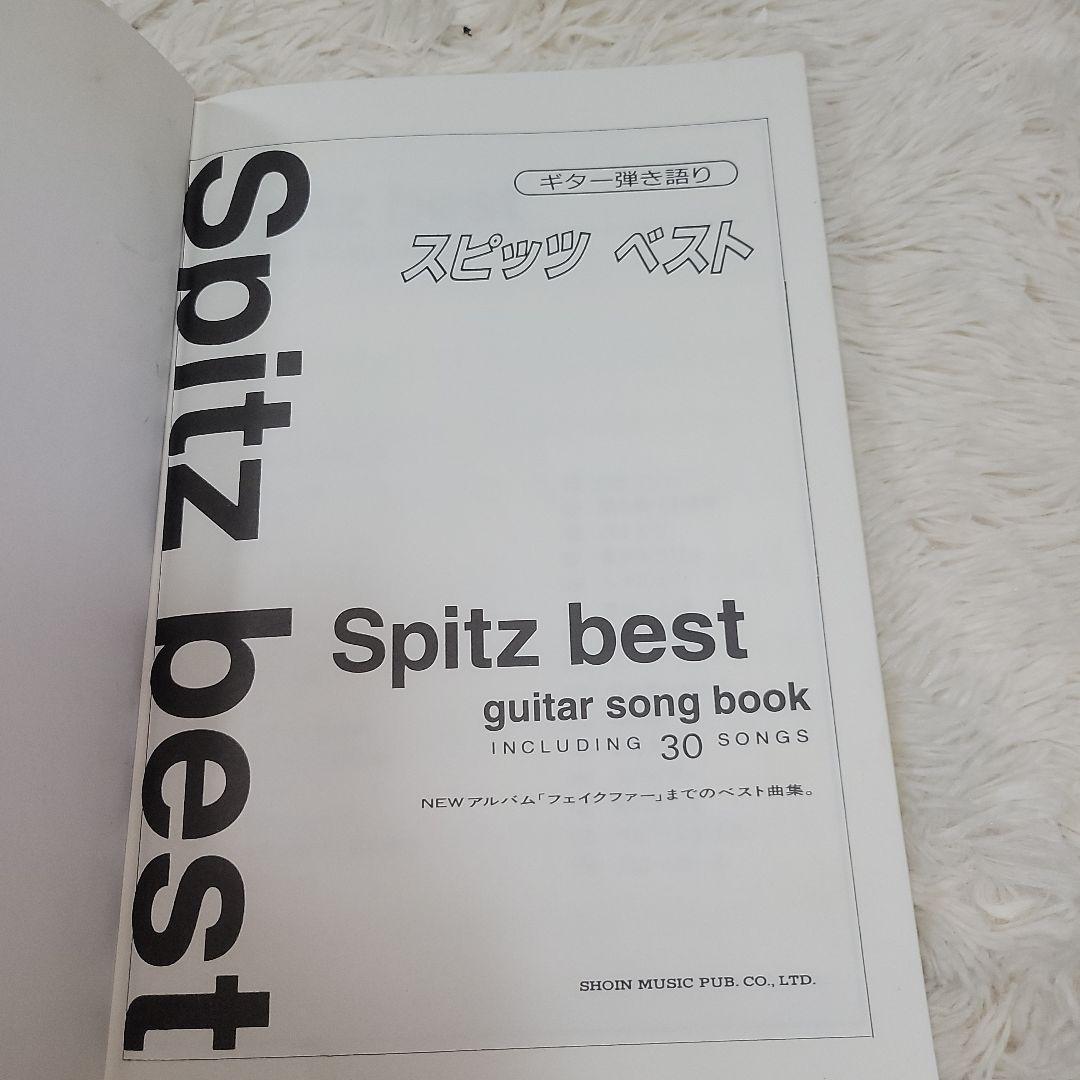 Spitz best
ギター弾き語り
スピッツ ベスト
Spitz best
guitar song book
INCLUDING 30 SONGS
NEWアルバム「フェイクファー」までのベスト曲集。
SHOIN MUSIC PUB. CO., LTD.